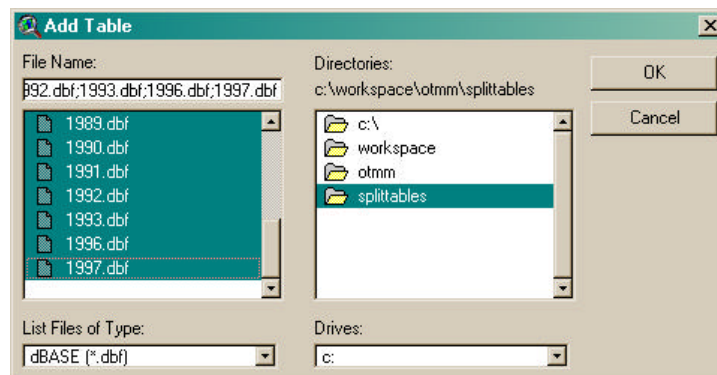 Add Table
File Name:
992.dbf;1993.dbf;1996.dbf;1997.dbf
1989.dbf
1990.dbf
1991.dbf
1992.dbf
1993.dbf
1996.dbf
1997.dbf
List Files of Type:
dBASE (*.dbf)
Directories:
c:\workspace\otmm\splittables
c:\
workspace
otmm
splittables
Drives:
c:
OK
Cancel